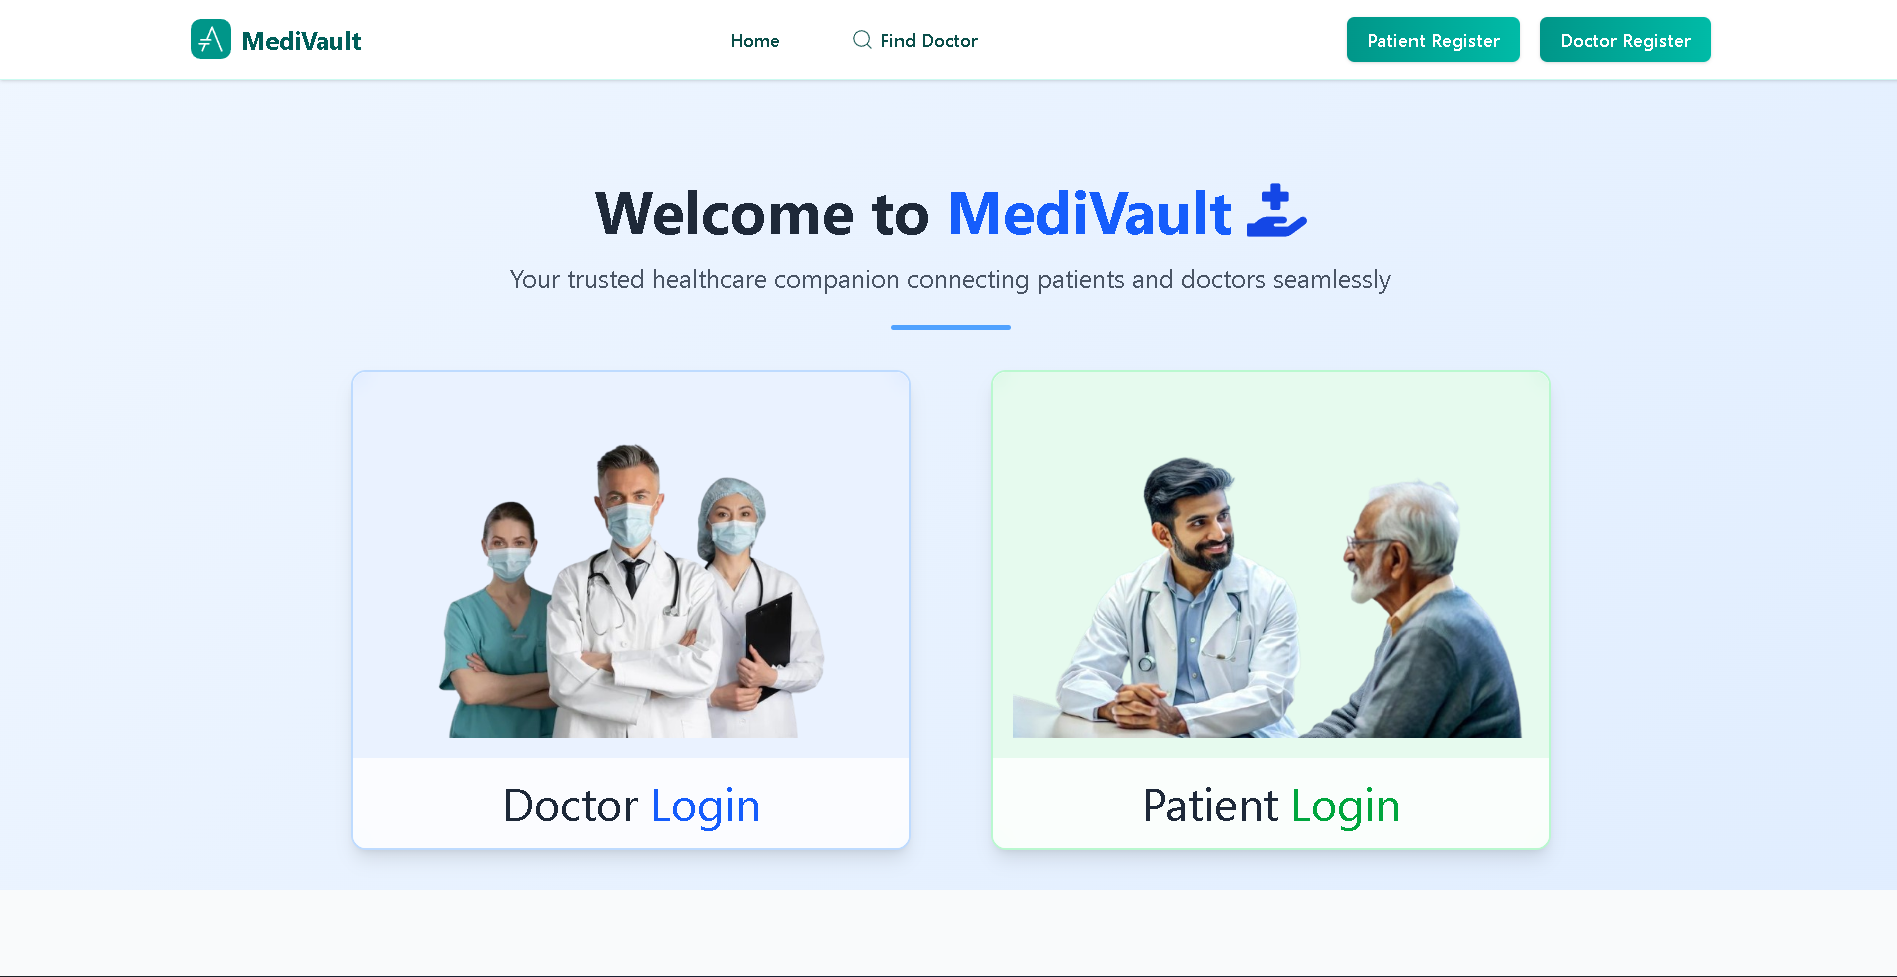 MediVault
Home
Find Doctor
Patient Register
Doctor Register
Welcome to MediVault
Your trusted healthcare companion connecting patients and doctors seamlessly
Doctor Login
Patient Login